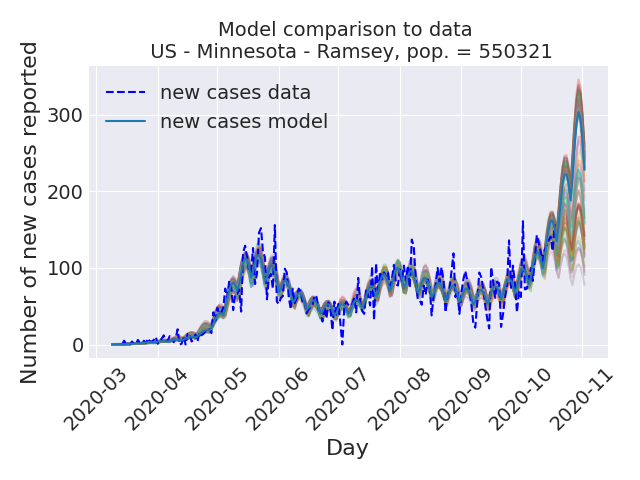 Model comparison to data
US - Minnesota - Ramsey, pop. = 550321
Number of new cases reported
new cases data
new cases model
300
200
100
0
2020-03
2020-04
2020-05
2020-06
2020-07
2020-08
2020-09
2020-10
2020-11
Day